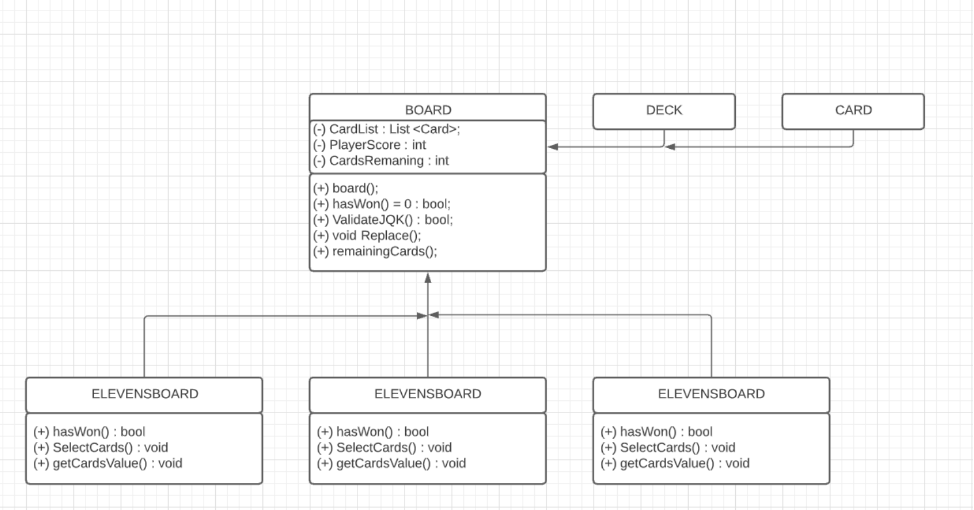 BOARD
(-) CardList : List <Card>;
(-) PlayerScore : int
(-) CardsRemaning : int
(+) board();
(+) hasWon() = 0 : bool;
(+) ValidateJQK() : bool;
(+) void Replace();
(+) remainingCards();
DECK
CARD
ELEVENSBOARD
(+) hasWon() : bool
(+) SelectCards() : void
(+) getCardsValue() : void
ELEVENSBOARD
(+) hasWon() : bool
(+) SelectCards() : void
(+) getCardsValue() : void
ELEVENSBOARD
(+) hasWon() : bool
(+) SelectCards() : void
(+) getCardsValue() : void